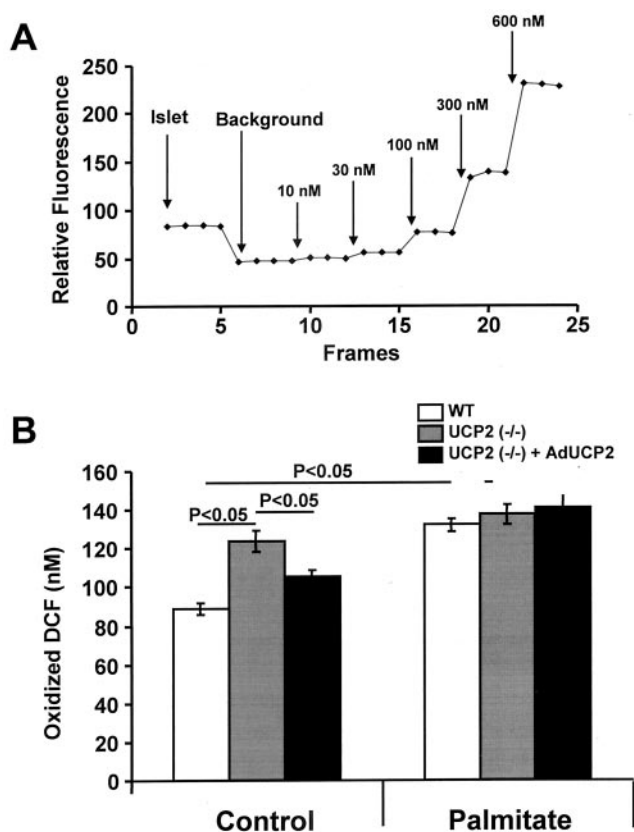 A
Relative Fluorescence
250
200
150
100
50
0
Islet
Background
10 nM
30 nM
100 nM
300 nM
600 nM
0 5 10 15 20 25
Frames
B
WT
UCP2 (-/-)
UCP2 (-/-) + AdUCP2
Oxidized DCF (nM)
160
140
120
100
80
60
40
20
0
P<0.05
P<0.05 P<0.05
Control Palmitate